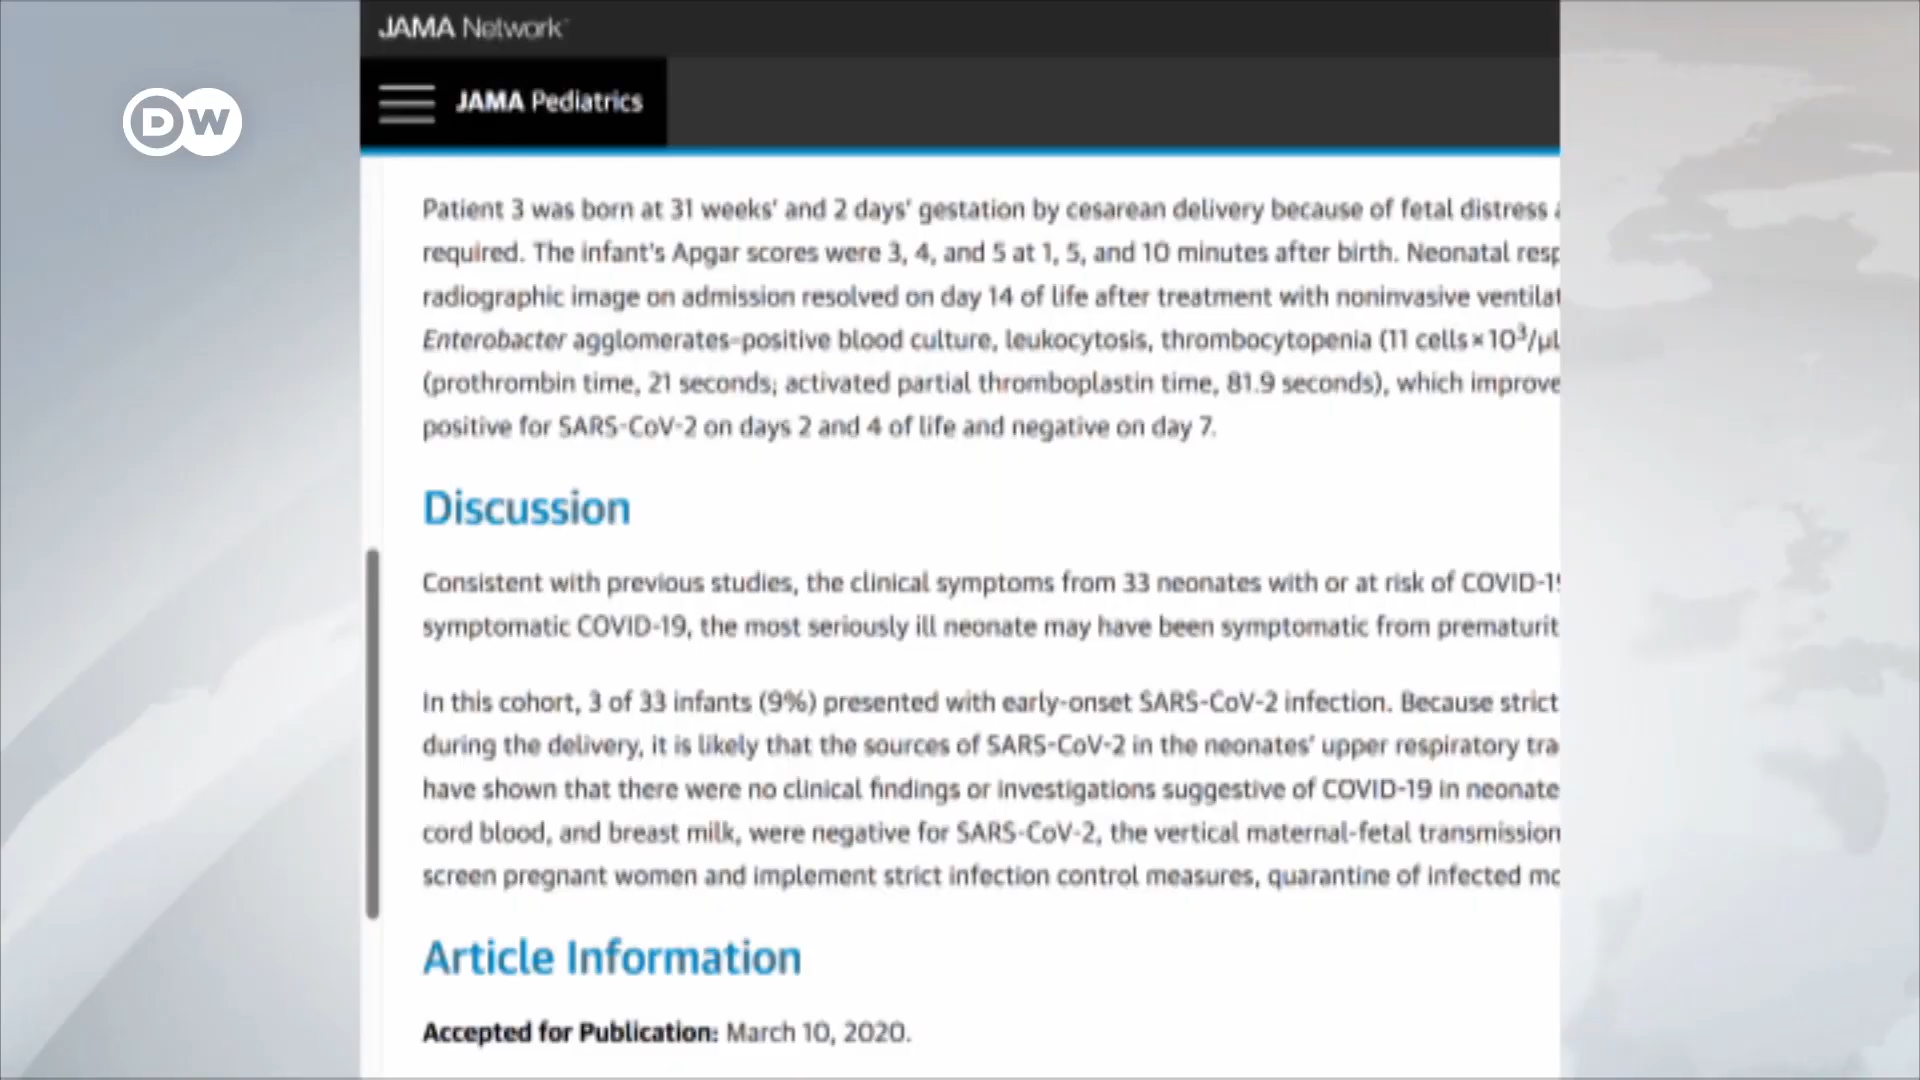 JAMA Network
DW
JAMA Pediatrics
Patient 3 was born at 31 weeks' and 2 days' gestation by cesarean delivery because of fetal distress
required. The infant's Apgar scores were 3, 4, and 5 at 1, 5, and 10 minutes after birth. Neonatal
radiographic image on admission resolved on day 14 of life after treatment with noninvasive
Enterobacter agglomerates–positive blood culture, leukocytosis, thrombocytopenia (11 cells×10³/μL
(prothrombin time, 21 seconds; activated partial thromboplastin time, 81.9 seconds), which improve
positive for SARS-CoV-2 on days 2 and 4 of life and negative on day 7.
Discussion
Consistent with previous studies, the clinical symptoms from 33 neonates with or at risk of COVID-19
symptomatic COVID-19, the most seriously ill neonate may have been symptomatic from prematurit
In this cohort, 3 of 33 infants (9%) presented with early-onset SARS-CoV-2 infection. Because strict
during the delivery, it is likely that the sources of SARS-CoV-2 in the neonates' upper respiratory tra
have shown that there were no clinical findings or investigations suggestive of COVID-19 in neonate
cord blood, and breast milk, were negative for SARS-CoV-2, the vertical maternal-fetal transmission
screen pregnant women and implement strict infection control measures, quarantine of infected
Article Information
Accepted for Publication: March 10, 2020.